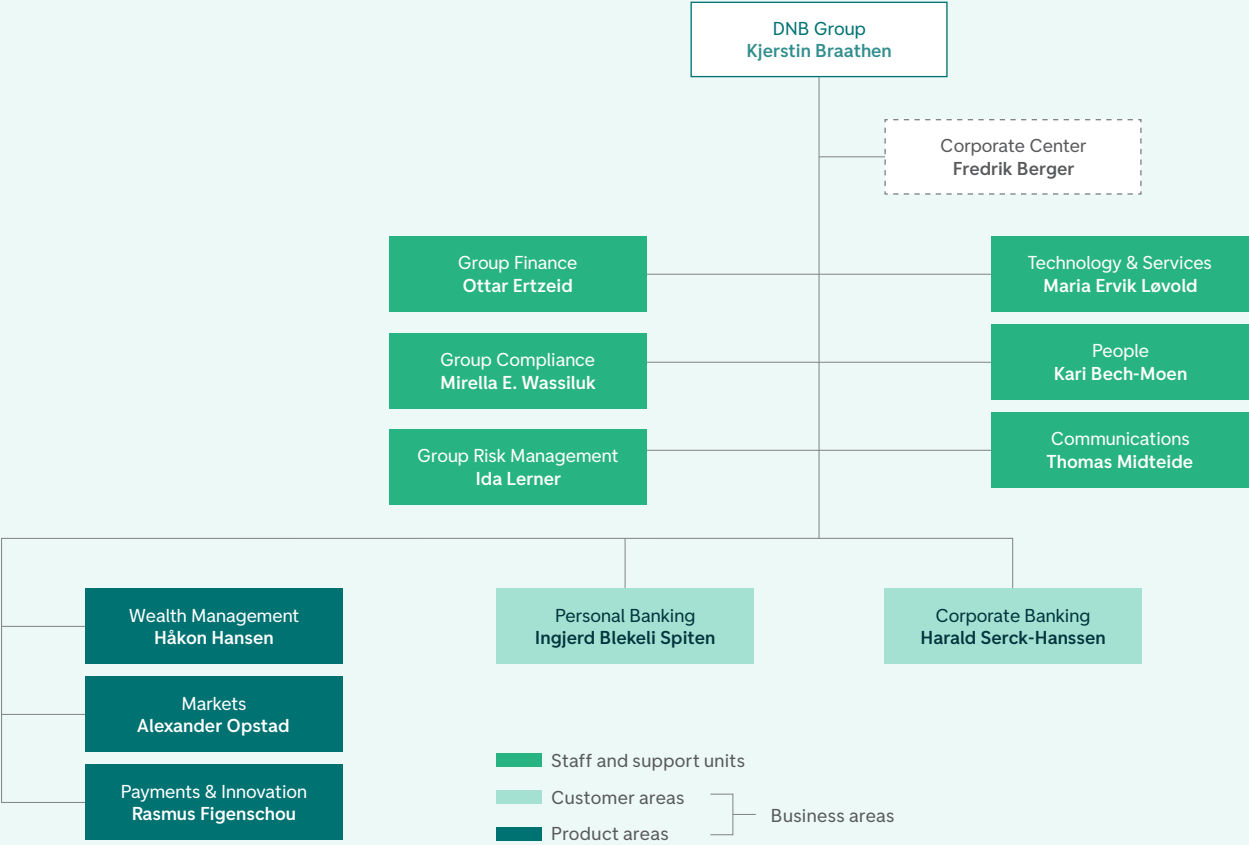 DNB Group
Kjerstin Braathen
Corporate Center
Fredrik Berger
Group Finance
Ottar Ertzeid
Technology & Services
Maria Ervik Løvold
Group Compliance
Mirella E. Wassiluk
People
Kari Bech-Moen
Group Risk Management
Ida Lerner
Communications
Thomas Midteide
Wealth Management
Håkon Hansen
Personal Banking
Ingjerd Blekeli Spiten
Corporate Banking
Harald Serck-Hanssen
Markets
Alexander Opstad
Payments & Innovation
Rasmus Figenschou
Staff and support units
Customer areas
Product areas
Business areas